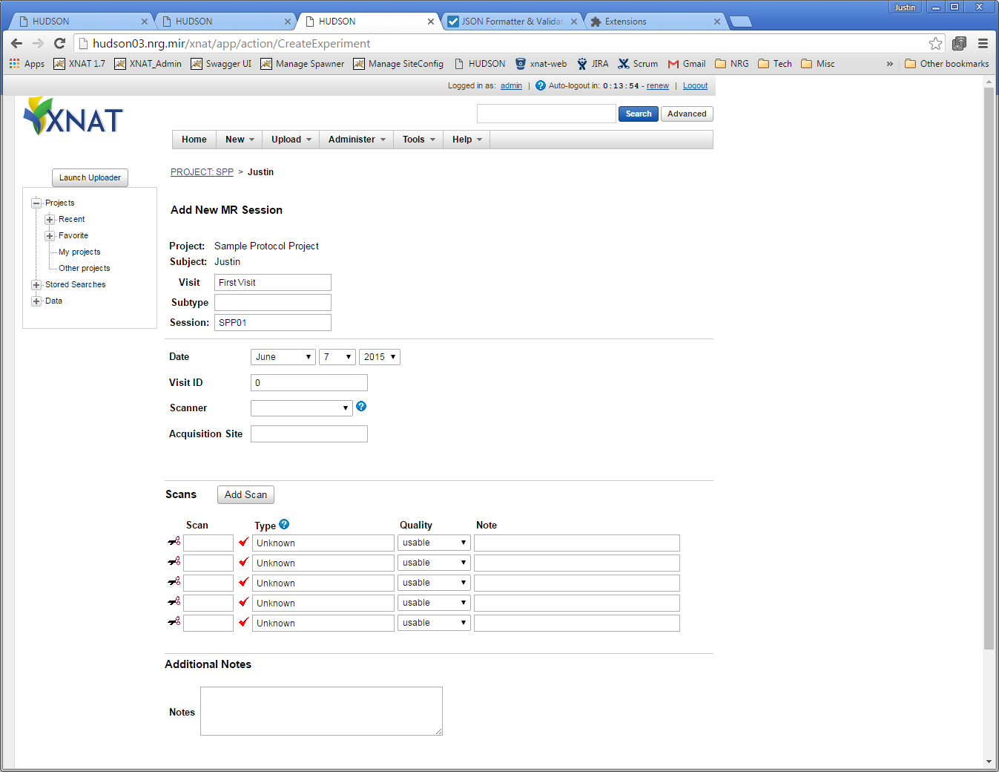 Justin
HUDSON
HUDSON
HUDSON
JSON Formatter & Validat
Extensions
hudson03.nrg.mir/xnat/app/action/CreateExperiment
Apps XNAT 1.7 XNAT_Admin Swagger UI Manage Spawner Manage SiteConfig HUDSON xnat-web JIRA Scrum Gmail NRG Tech Misc » Other bookmarks
Logged in as: admin | Auto-logout in: 0:13:54 - renew | Logout
XNAT
Search Advanced
Home New Upload Administer Tools Help
Launch Uploader
Projects
Recent
Favorite
My projects
Other projects
Stored Searches
Data
PROJECT: SPP > Justin
Add New MR Session
Project: Sample Protocol Project
Subject: Justin
Visit First Visit
Subtype
Session: SPP01
Date June 7 2015
Visit ID 0
Scanner ?
Acquisition Site
Scans Add Scan
Scan Type ? Quality Note
Unknown usable
Unknown usable
Unknown usable
Unknown usable
Unknown usable
Additional Notes
Notes